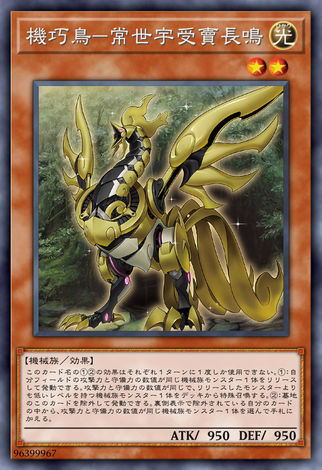 機巧鳥-常世宇受賣長鳴
光
【機械族／効果】
このカード名の①②の効果はそれぞれ１ターンに１度しか使用できない。①：自
分フィールドの攻撃力と守備力の数値が同じ機械族モンスター１体をリリース
して発動できる。攻撃力と守備力の数値が同じで、リリースしたモンスターより
も低いレベルを持つ機械族モンスター１体をデッキから特殊召喚する。②：墓地
のこのカードを除外して発動できる。裏側表示で除外されている自分のカード
の中から、攻撃力と守備力の数値が同じ機械族モンスター１体を選んで手札に
加える。
ATK/ 950 DEF/ 950
96399967